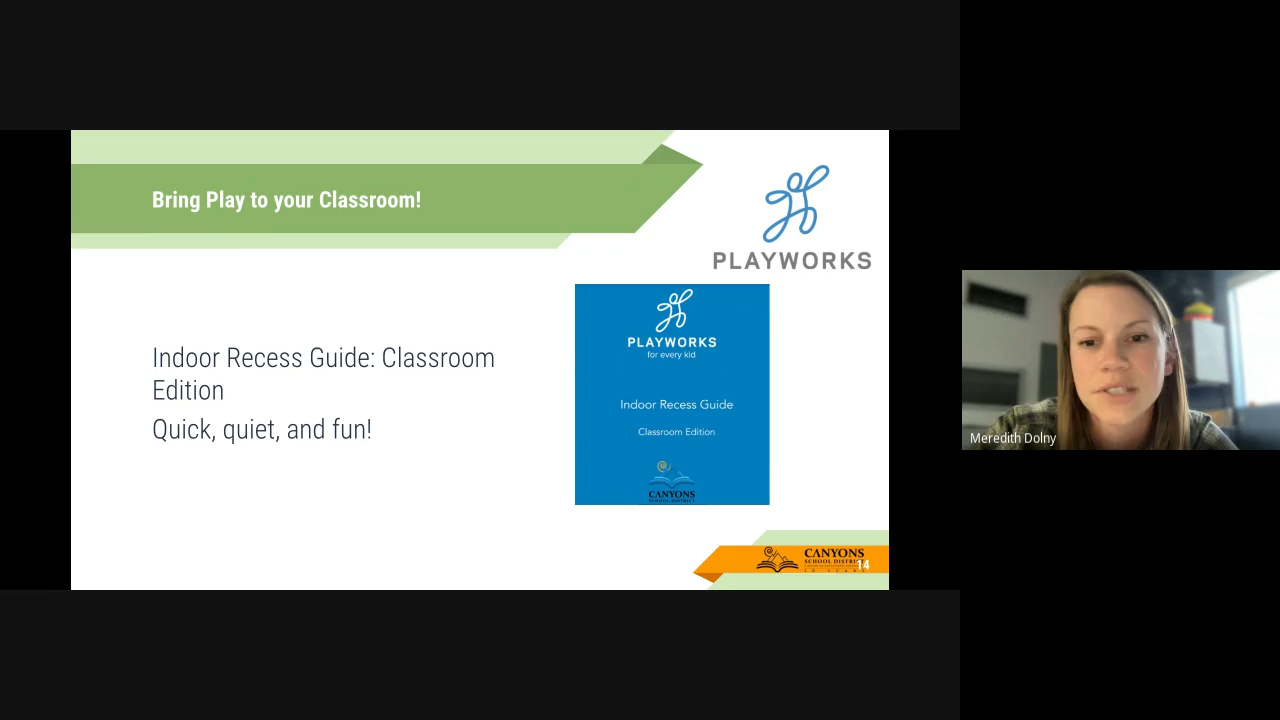 Bring Play to your Classroom!
PLAYWORKS
Indoor Recess Guide: Classroom
Edition
Quick, quiet, and fun!
PLAYWORKS
for every kid
Indoor Recess Guide
Classroom Edition
CANYONS
SCHOOL DISTRICT
CANYONS
SCHOOL DISTRICT
14
Meredith Dolny